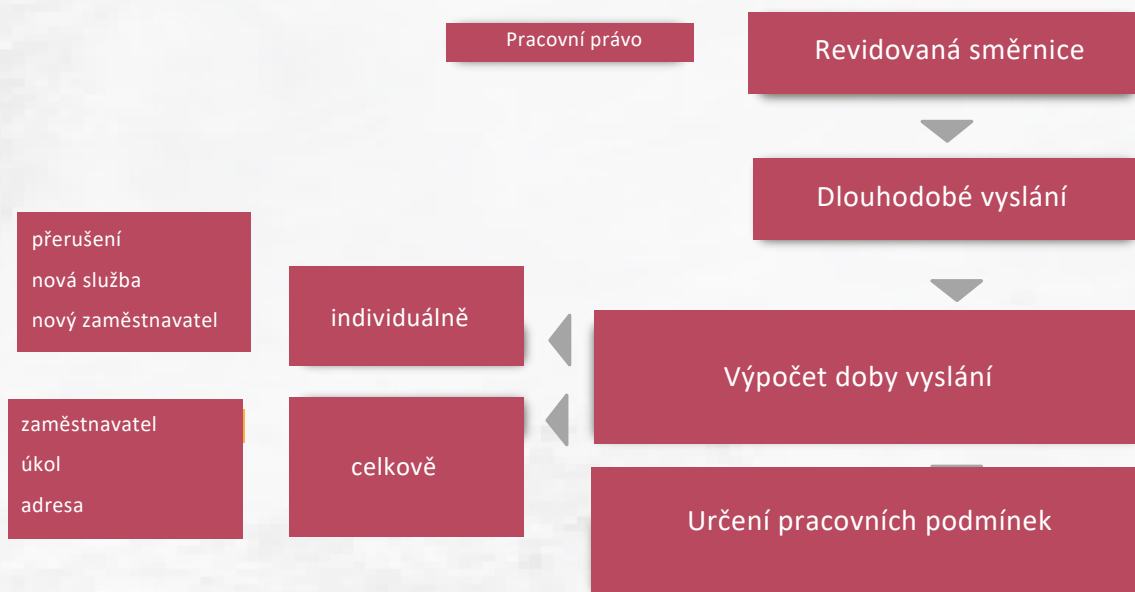 Pracovní právo
Revidovaná směrnice
Dlouhodobé vyslání
přerušení
nová služba
nový zaměstnavatel
individuálně
Výpočet doby vyslání
zaměstnavatel
úkol
adresa
celkově
Určení pracovních podmínek